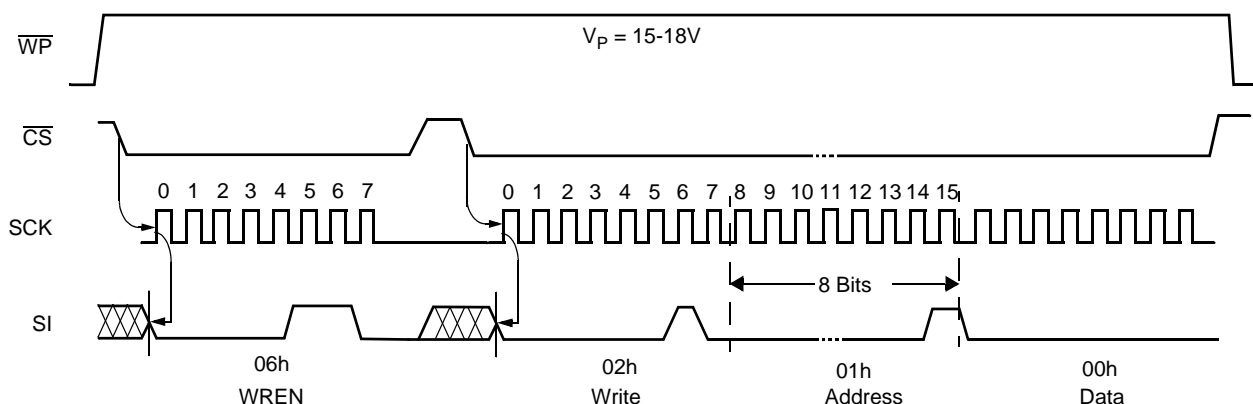 WP
V_P = 15-18V
CS
0 1 2 3 4 5 6 7 0 1 2 3 4 5 6 7 8 9 10 11 12 13 14 15
SCK
8 Bits
SI
06h 02h 01h 00h
WREN Write Address Data